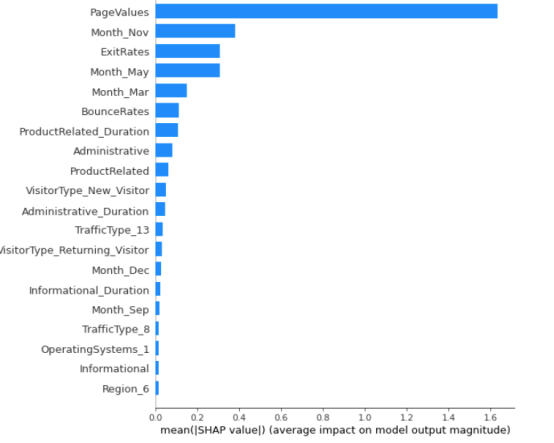 PageValues
Month_Nov
ExitRates
Month_May
Month_Mar
BounceRates
ProductRelated_Duration
Administrative
ProductRelated
VisitorType_New_Visitor
Administrative_Duration
TrafficType_13
VisitorType_Returning_Visitor
Month_Dec
Informational_Duration
Month_Sep
TrafficType_8
OperatingSystems_1
Informational
Region_6
0.0 0.2 0.4 0.6 0.8 1.0 1.2 1.4 1.6
mean(|SHAP value|) (average impact on model output magnitude)